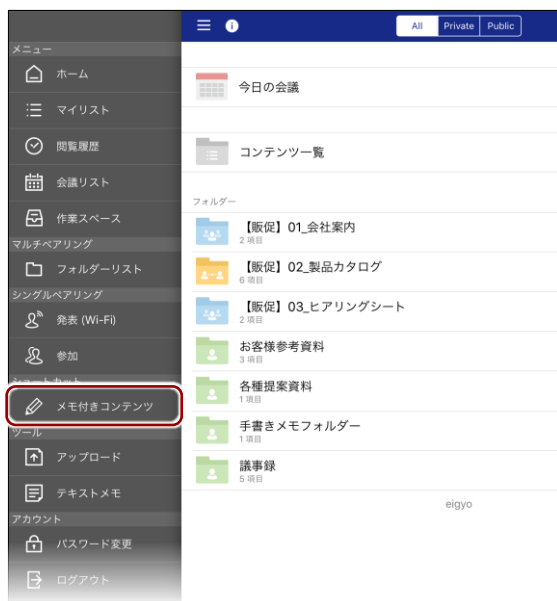 メニュー
ホーム
マイリスト
閲覧履歴
会議リスト
作業スペース
マルチペアリング
フォルダーリスト
シングルペアリング
発表 (Wi-Fi)
参加
ショートカット
メモ付きコンテンツ
ツール
アップロード
テキストメモ
アカウント
パスワード変更
ログアウト
All Private Public
今日の会議
コンテンツ一覧
フォルダー
【販促】01_会社案内
2 項目
【販促】02_製品カタログ
6 項目
【販促】03_ヒアリングシート
2 項目
お客様参考資料
3 項目
各種提案資料
1 項目
手書きメモフォルダー
1 項目
議事録
5 項目
eigyo